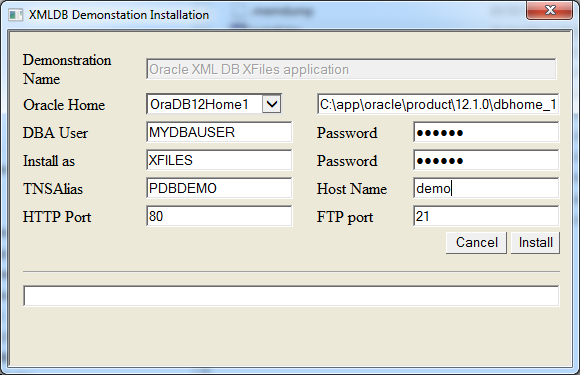 XMLDB Demonstation Installation
Demonstration
Name
Oracle XML DB XFiles application
Oracle Home OraDB12Home1 C:\app\oracle\product\12.1.0\dbhome_1
DBA User MYDBAUSER Password ●●●●●●
Install as XFILES Password ●●●●●●
TNSAlias PDBDEMO Host Name demo
HTTP Port 80 FTP port 21
Cancel Install